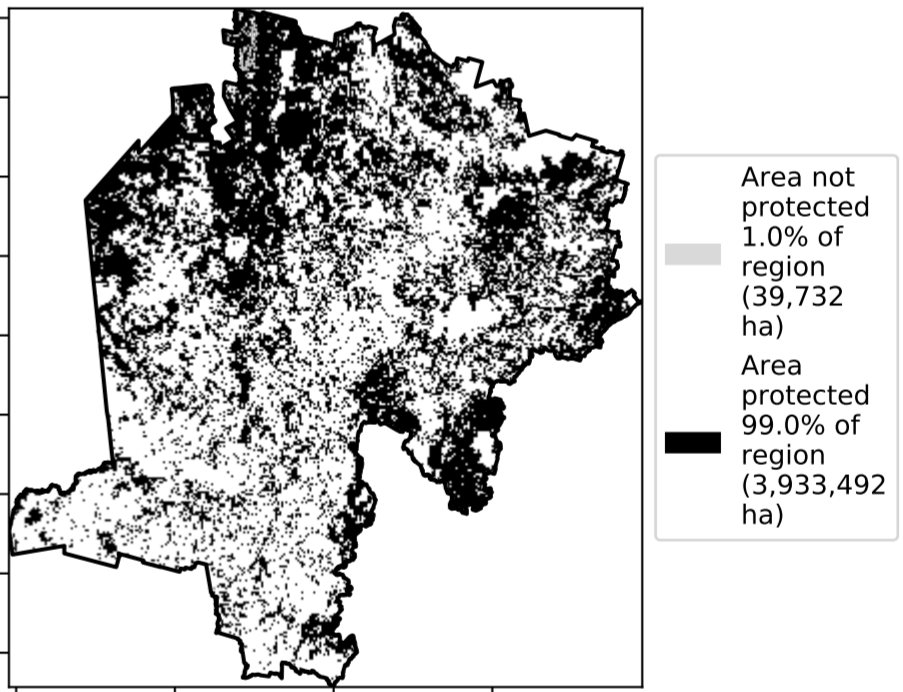 Area not
protected
1.0% of
region
(39,732
ha)
Area
protected
99.0% of
region
(3,933,492
ha)